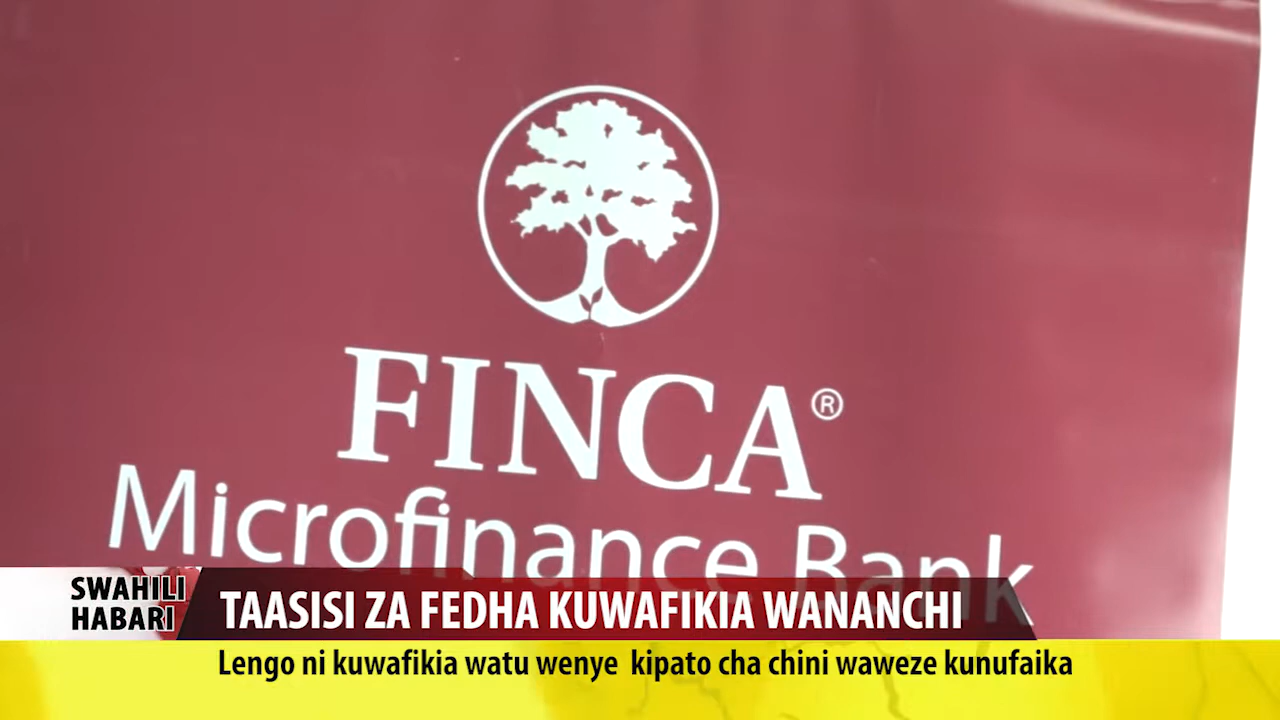 FINCA®
Microfinance Bank
SWAHILI
HABARI
TAASISI ZA FEDHA KUWAFIKIA WANANCHI
Lengo ni kuwafikia watu wenye kipato cha chini waweze kunufaika